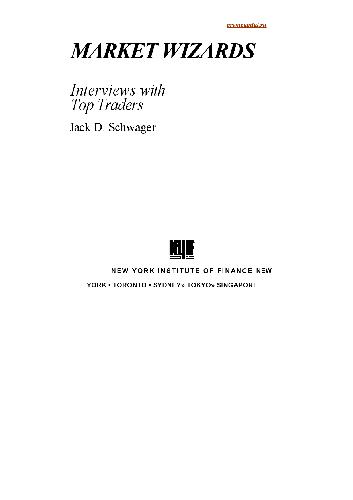 MARKET WIZARDS
Interviews with
Top Traders
Jack D. Schwager
NYIF
NEW YORK INSTITUTE OF FINANCE NEW
YORK • TORONTO • SYDNEY • TOKYO • SINGAPORE